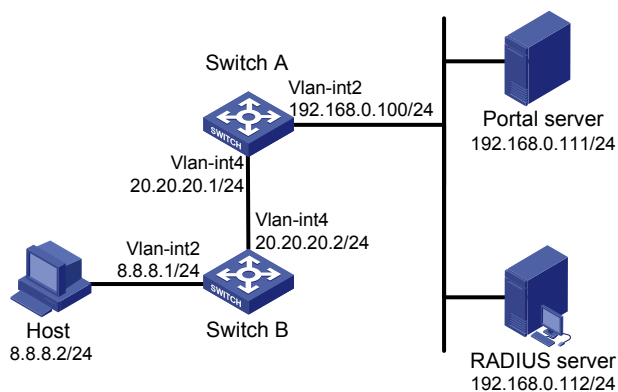 Switch A
Vlan-int2
192.168.0.100/24
SWITCH
Portal server
192.168.0.111/24
Vlan-int4
20.20.20.1/24
Vlan-int4
20.20.20.2/24
Vlan-int2
8.8.8.1/24
SWITCH
Host
8.8.8.2/24
Switch B
RADIUS server
192.168.0.112/24